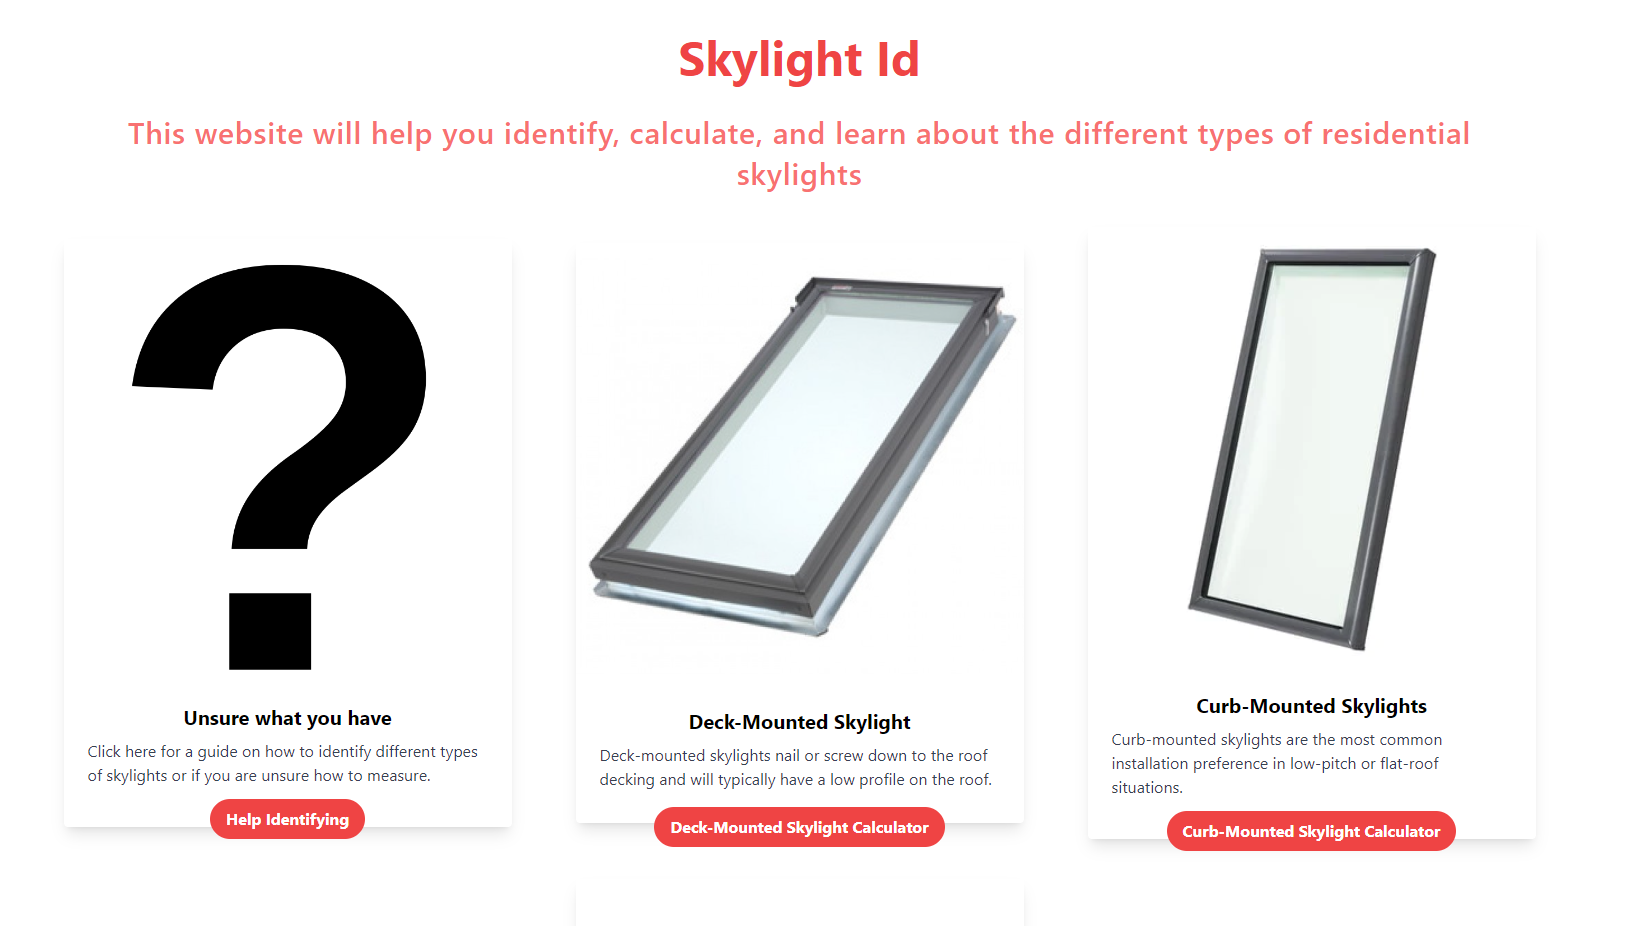 Skylight Id
This website will help you identify, calculate, and learn about the different types of residential
skylights
?
Unsure what you have
Click here for a guide on how to identify different types
of skylights or if you are unsure how to measure.
Help Identifying
Deck-Mounted Skylight
Deck-mounted skylights nail or screw down to the roof
decking and will typically have a low profile on the roof.
Deck-Mounted Skylight Calculator
Curb-Mounted Skylights
Curb-mounted skylights are the most common
installation preference in low-pitch or flat-roof
situations.
Curb-Mounted Skylight Calculator